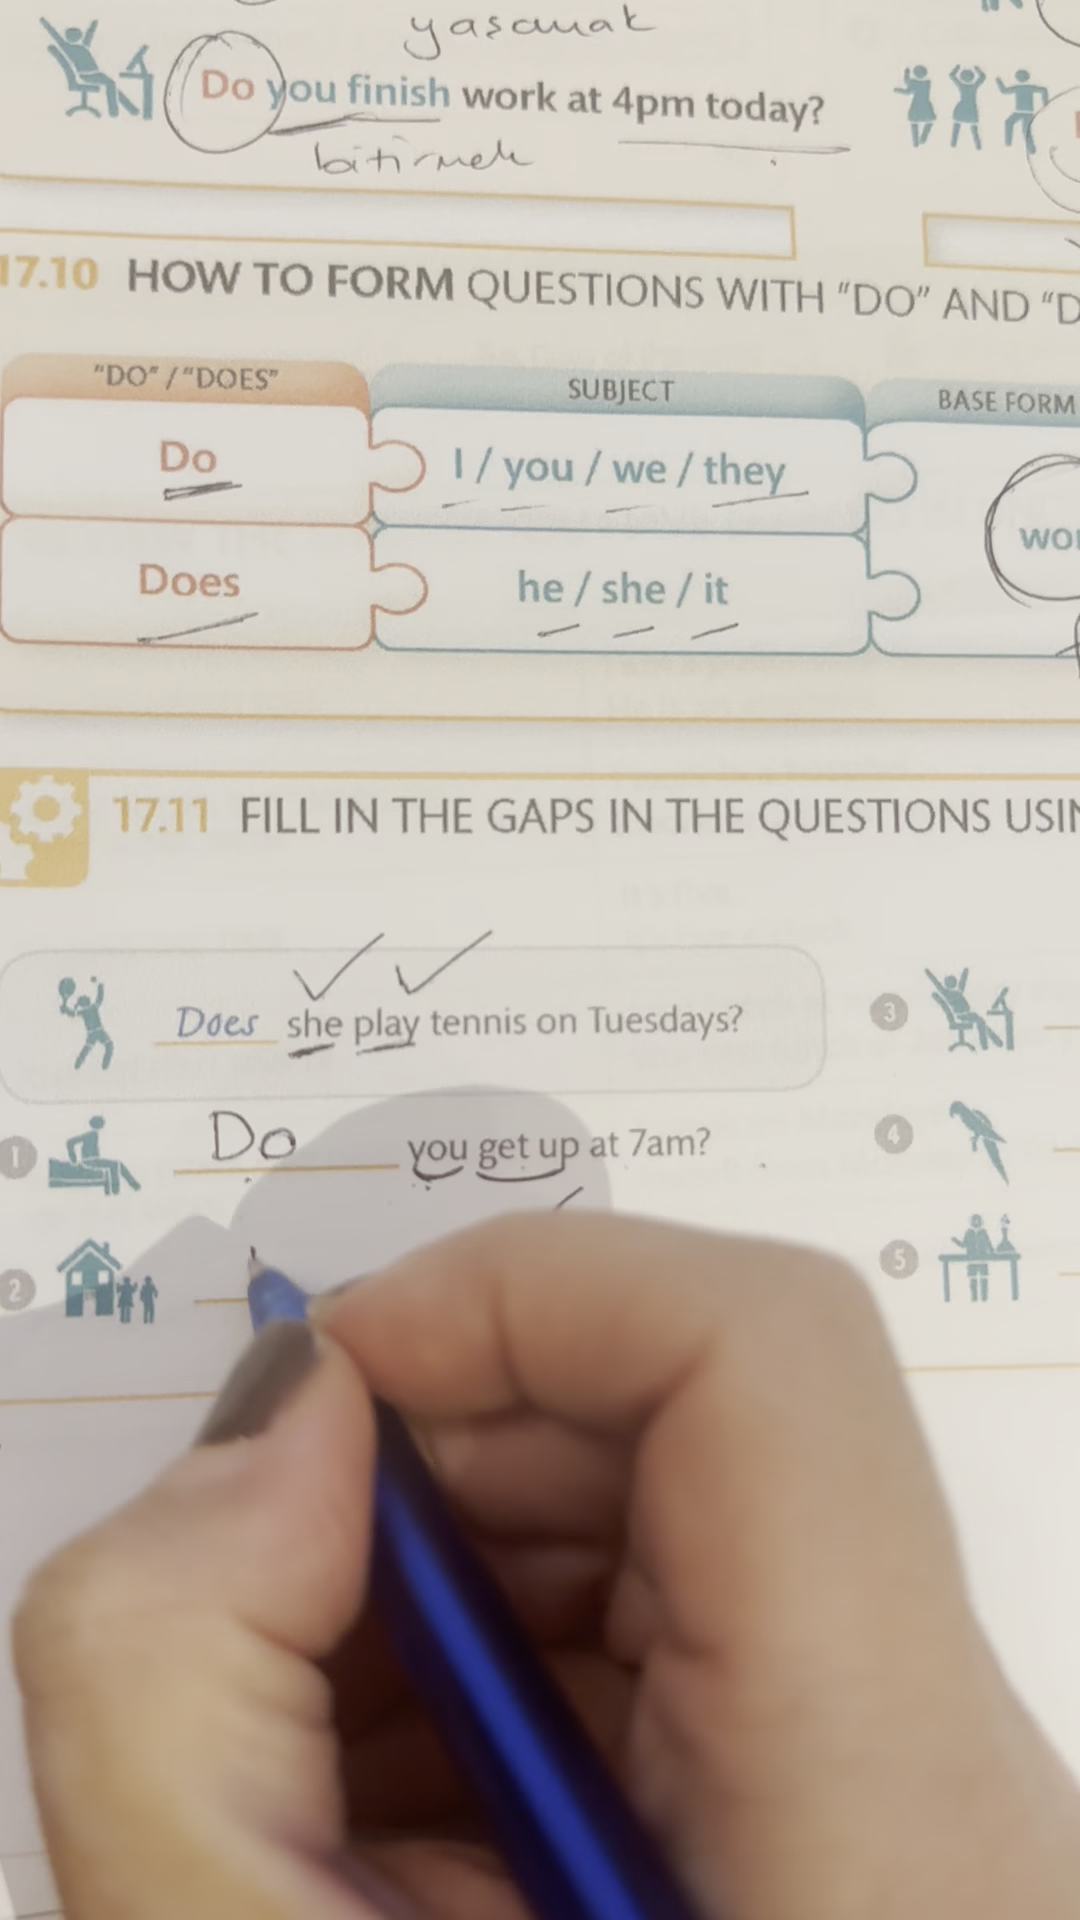 yasamak
Do you finish work at 4pm today?
bitirmek
17.10 HOW TO FORM QUESTIONS WITH "DO" AND "D
"DO" / "DOES" SUBJECT BASE FORM
Do I / you / we / they
Does he / she / it
17.11 FILL IN THE GAPS IN THE QUESTIONS USIN
Does she play tennis on Tuesdays?
3
1 Do you get up at 7am?
4
2
5